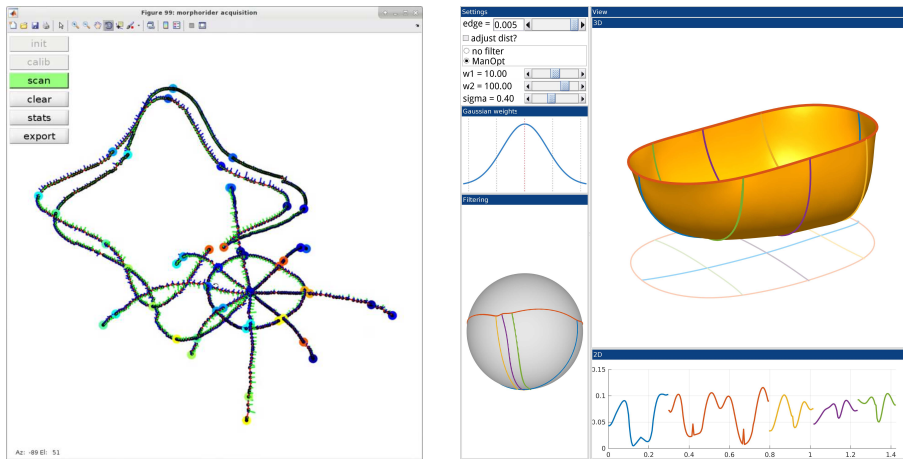 Figure 99: morphorider acquisition
init
calib
scan
clear
stats
export
Az: -89 El: 51
Settings
edge = 0.005
adjust dist?
no filter
ManOpt
w1 = 10.00
w2 = 100.00
sigma = 0.40
Gaussian weights
Filtering
View
3D
2D
0.15
0.1
0.05
0
0 0.2 0.4 0.6 0.8 1 1.2 1.4